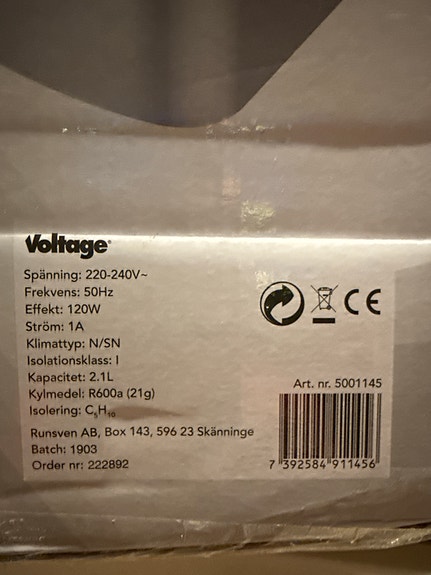 Voltage®
Spänning: 220-240V~
Frekvens: 50Hz
Effekt: 120W
Ström: 1A
Klimattyp: N/SN
Isolationsklass: I
Kapacitet: 2.1L
Kylmedel: R600a (21g)
Isolering: C₅H₁₀
Runsven AB, Box 143, 596 23 Skänninge
Batch: 1903
Order nr: 222892
CE
Art. nr. 5001145
7 392584 911456